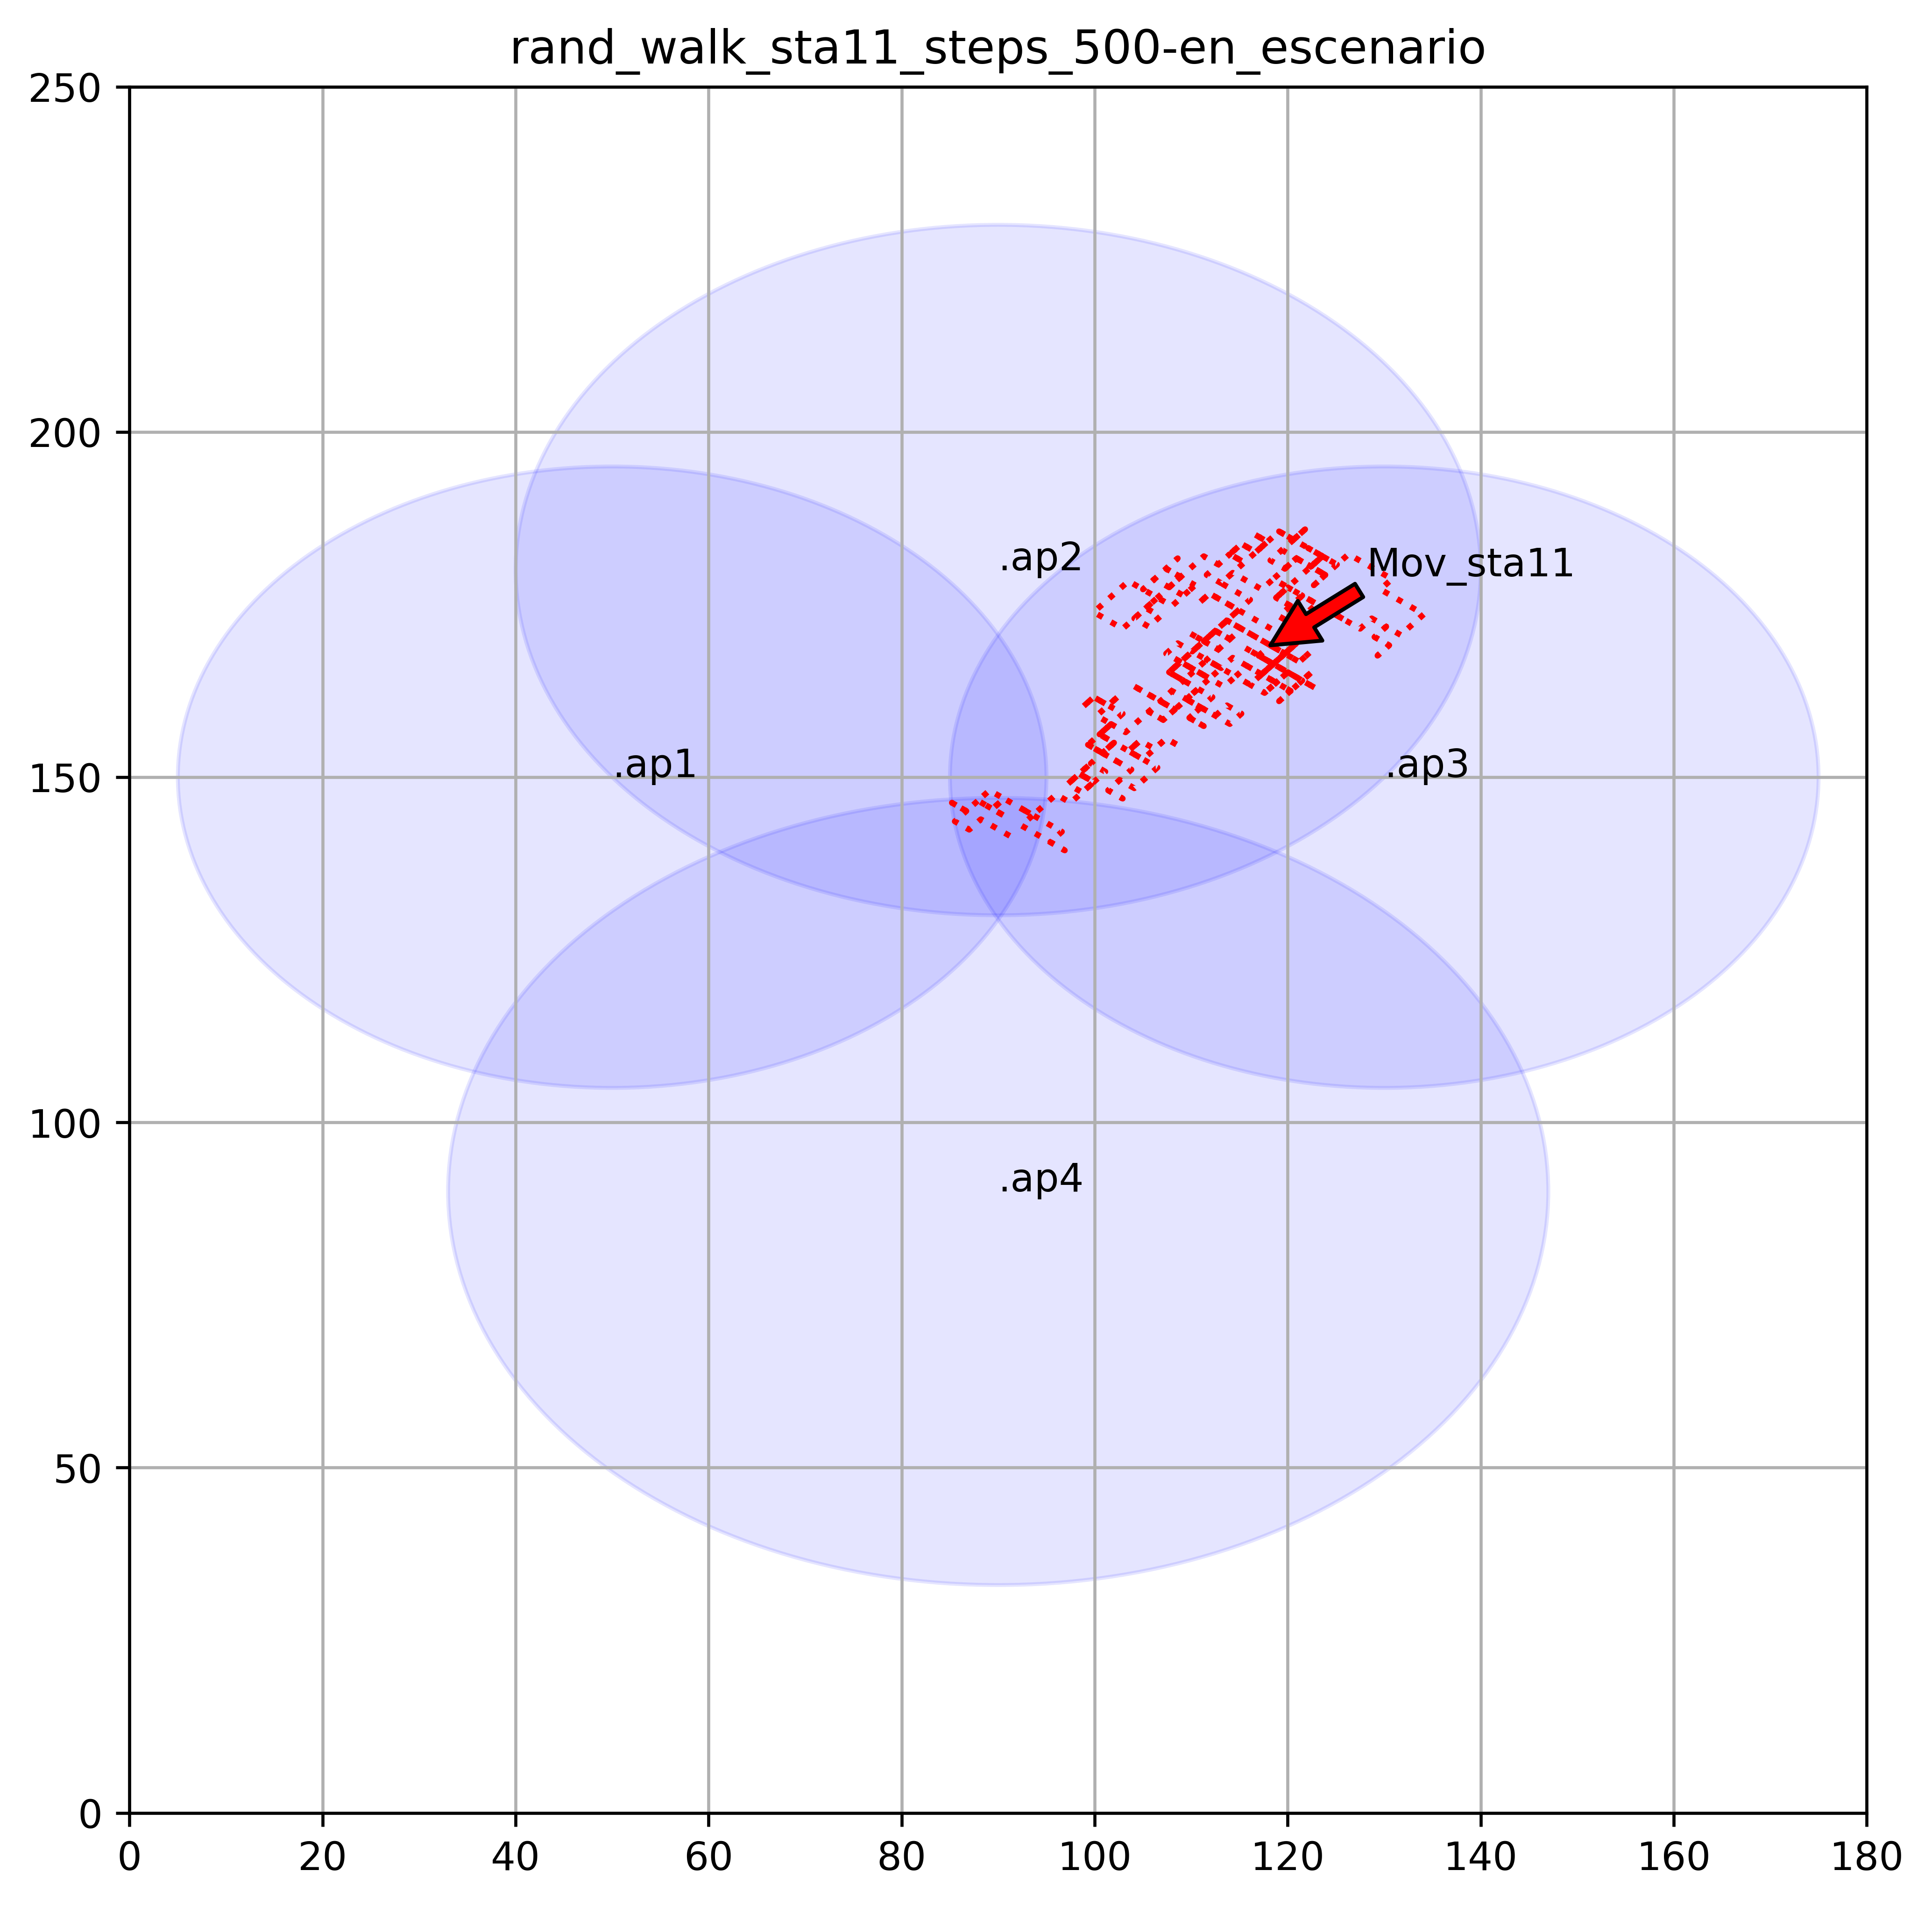 rand_walk_sta11_steps_500-en_escenario
250
200
.ap2
Mov_sta11
150
.ap1
.ap3
100
.ap4
50
0
0 20 40 60 80 100 120 140 160 180